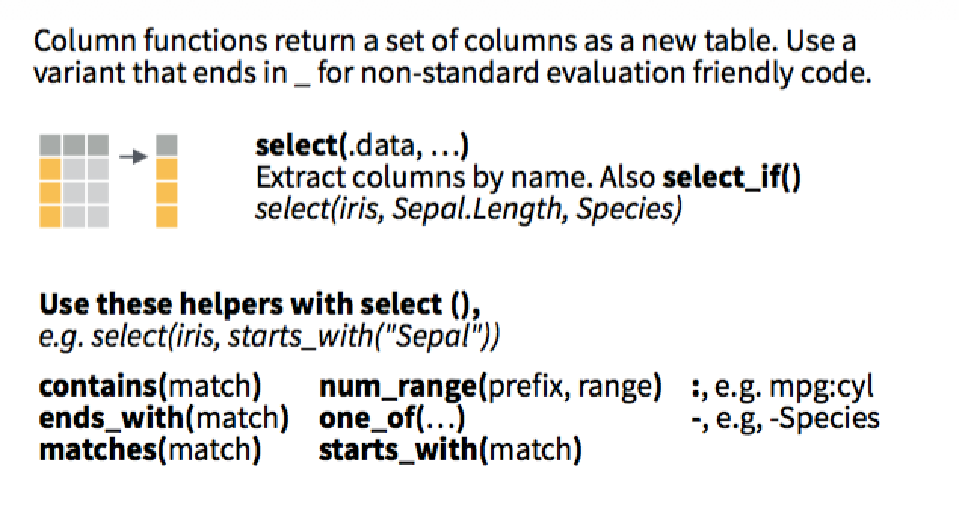 Column functions return a set of columns as a new table. Use a
variant that ends in _ for non-standard evaluation friendly code.
select(.data, …)
Extract columns by name. Also select_if()
select(iris, Sepal.Length, Species)
Use these helpers with select (),
e.g. select(iris, starts_with("Sepal"))
contains(match) num_range(prefix, range) :, e.g. mpg:cyl
ends_with(match) one_of(…) -, e.g, -Species
matches(match) starts_with(match)